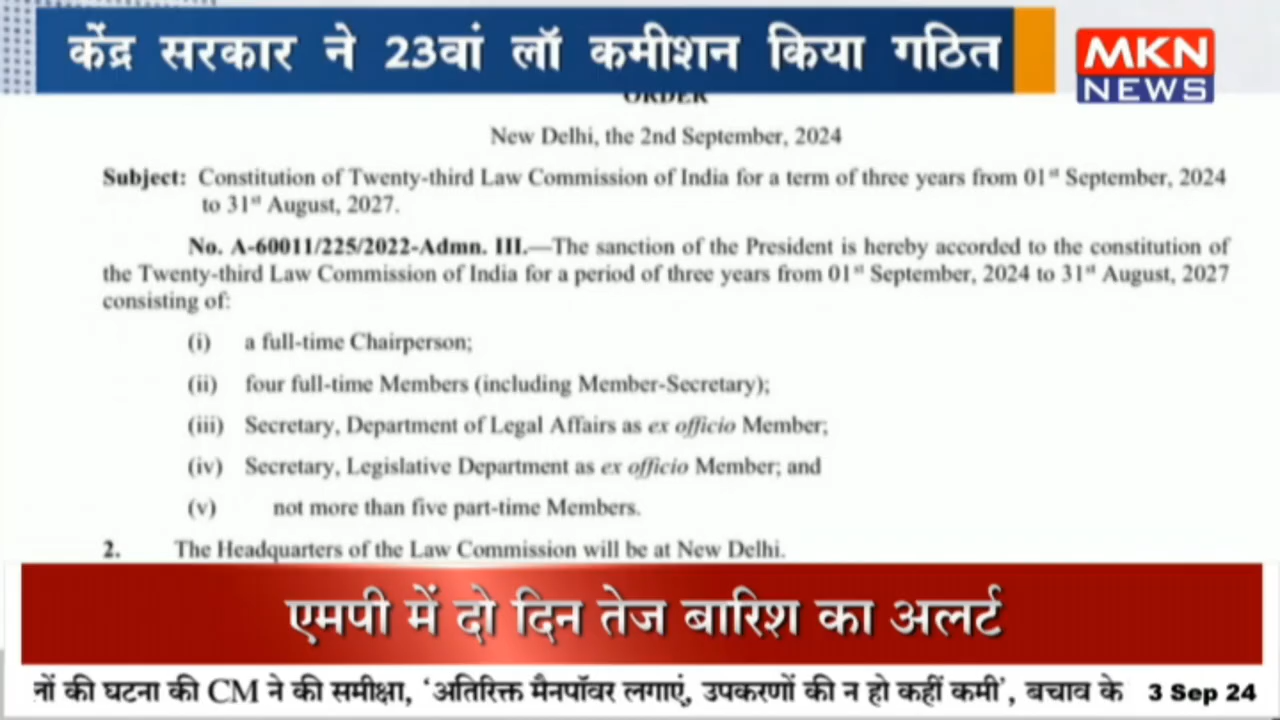 केंद्र सरकार ने 23वां लॉ कमीशन किया गठित
MKN
NEWS
ORDER
New Delhi, the 2nd September, 2024
Subject: Constitution of Twenty-third Law Commission of India for a term of three years from 01st September, 2024
to 31st August, 2027.
No. A-60011/225/2022-Admn. III.—The sanction of the President is hereby accorded to the constitution of
the Twenty-third Law Commission of India for a period of three years from 01st September, 2024 to 31st August, 2027
consisting of:
(i) a full-time Chairperson;
(ii) four full-time Members (including Member-Secretary);
(iii) Secretary, Department of Legal Affairs as ex officio Member;
(iv) Secretary, Legislative Department as ex officio Member; and
(v) not more than five part-time Members.
2. The Headquarters of the Law Commission will be at New Delhi.
एमपी में दो दिन तेज बारिश का अलर्ट
की घटना की CM ने की समीक्षा, ‘अतिरिक्त मैनपॉवर लगाएं, उपकरणों की न हो कहीं कमी’, बचाव के 3 Sep 24